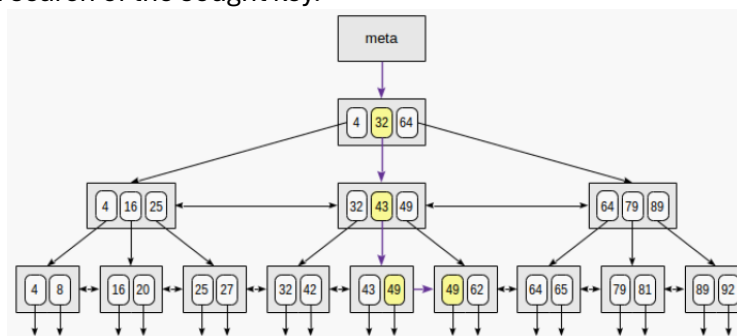 search of the sought key.
meta
4 32 64
4 16 25 32 43 49 64 79 89
4 8 16 20 25 27 32 42 43 49 49 62 64 65 79 81 89 92